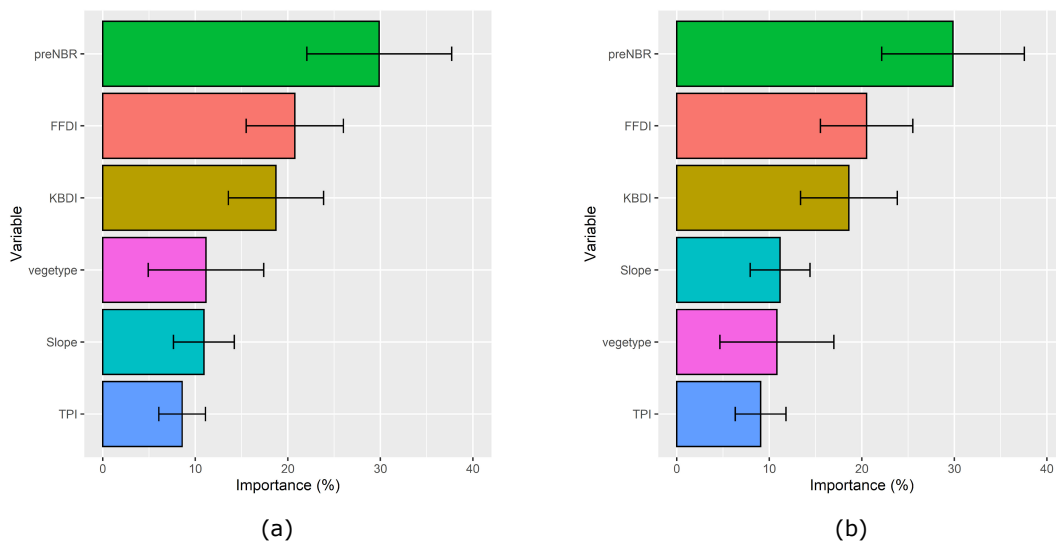 preNBR
FFDI
KBDI
vegetype
Slope
TPI
Variable
0 10 20 30 40
Importance (%)
(a)
preNBR
FFDI
KBDI
Slope
vegetype
TPI
Variable
0 10 20 30 40
Importance (%)
(b)